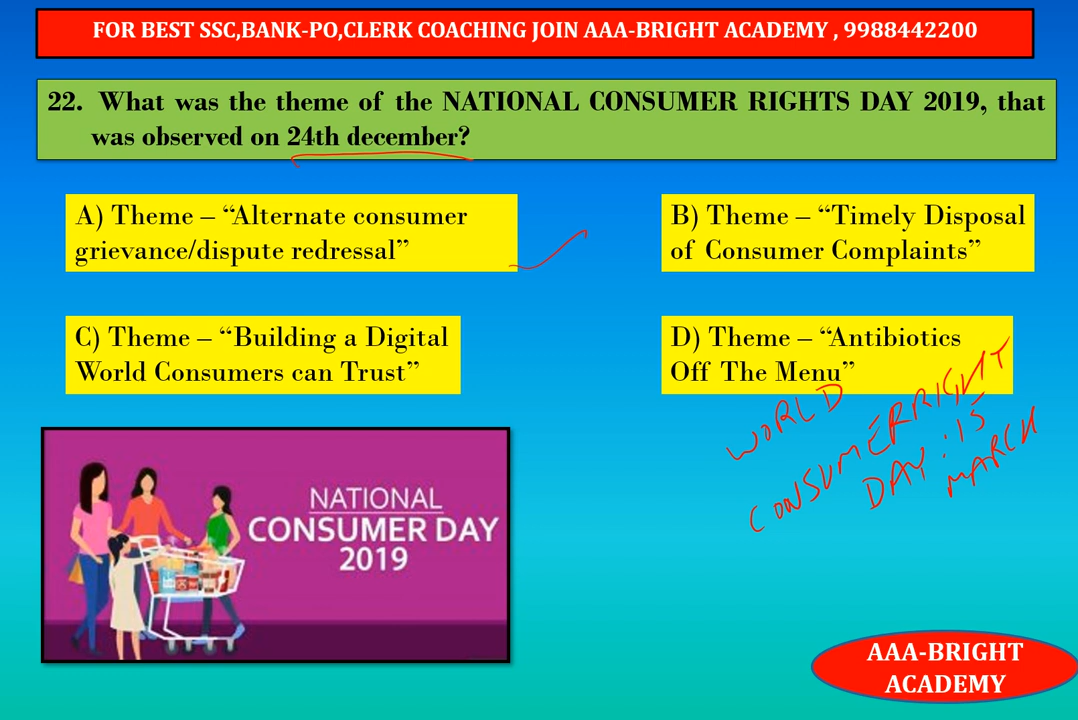 FOR BEST SSC,BANK-PO,CLERK COACHING JOIN AAA-BRIGHT ACADEMY , 9988442200
22. What was the theme of the NATIONAL CONSUMER RIGHTS DAY 2019, that
was observed on 24th december?
A) Theme – “Alternate consumer
grievance/dispute redressal”
B) Theme – “Timely Disposal
of Consumer Complaints”
C) Theme – “Building a Digital
World Consumers can Trust”
D) Theme – “Antibiotics
Off The Menu”
WORLD
CONSUMERRIGHT
DAY : 15
MARCH
NATIONAL
CONSUMER DAY
2019
AAA-BRIGHT
ACADEMY